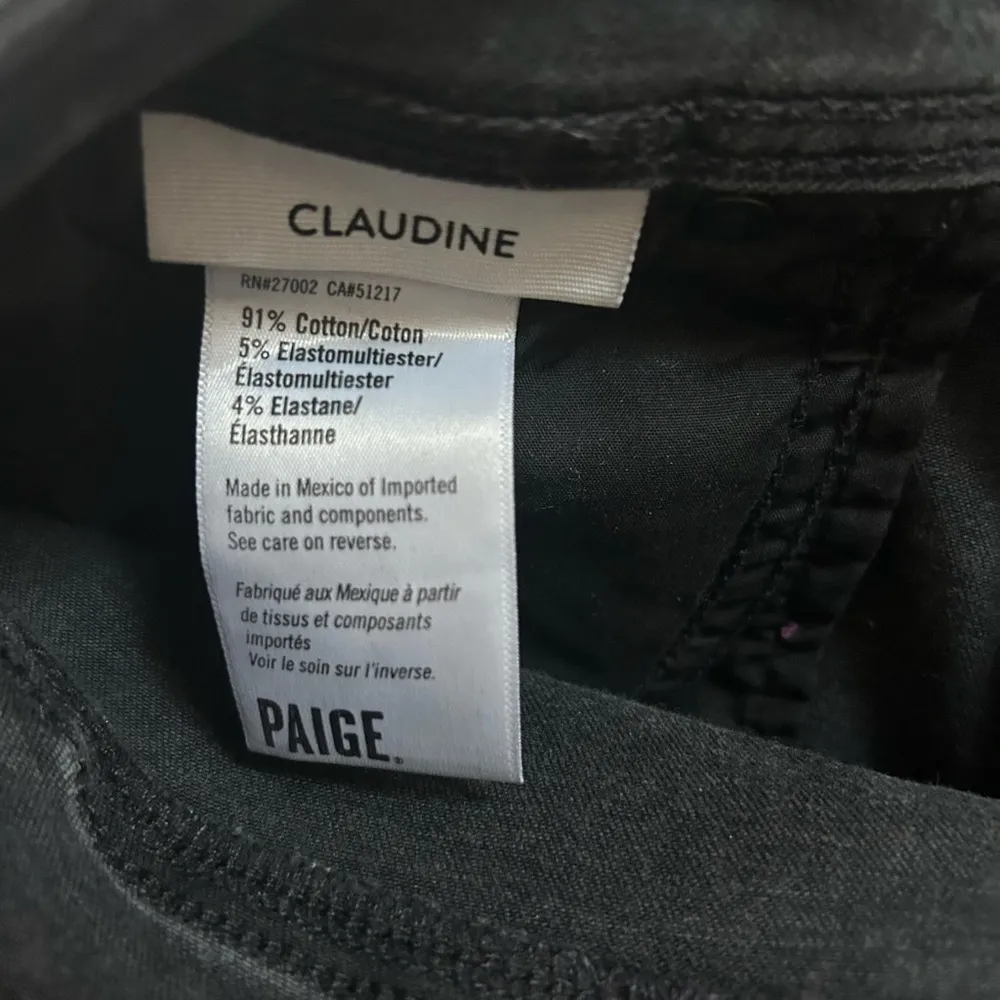 CLAUDINE
RN#27002 CA#51217
91% Cotton/Coton
5% Elastomultiester/
Élastomultiester
4% Elastane/
Élasthanne
Made in Mexico of Imported
fabric and components.
See care on reverse.
Fabriqué aux Mexique à partir
de tissus et composants
importés
Voir le soin sur l'inverse.
PAIGE.